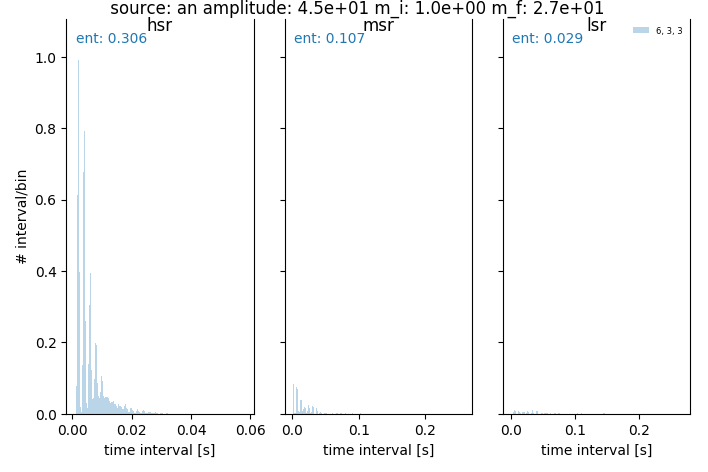 source: an amplitude: 4.5e+01 m_i: 1.0e+00 m_f: 2.7e+01
hsr
msr
lsr
ent: 0.306
ent: 0.107
ent: 0.029
6, 3, 3
# interval/bin
1.0
0.8
0.6
0.4
0.2
0.0
0.00 0.02 0.04 0.06
0.0 0.1 0.2
0.0 0.1 0.2
time interval [s]
time interval [s]
time interval [s]